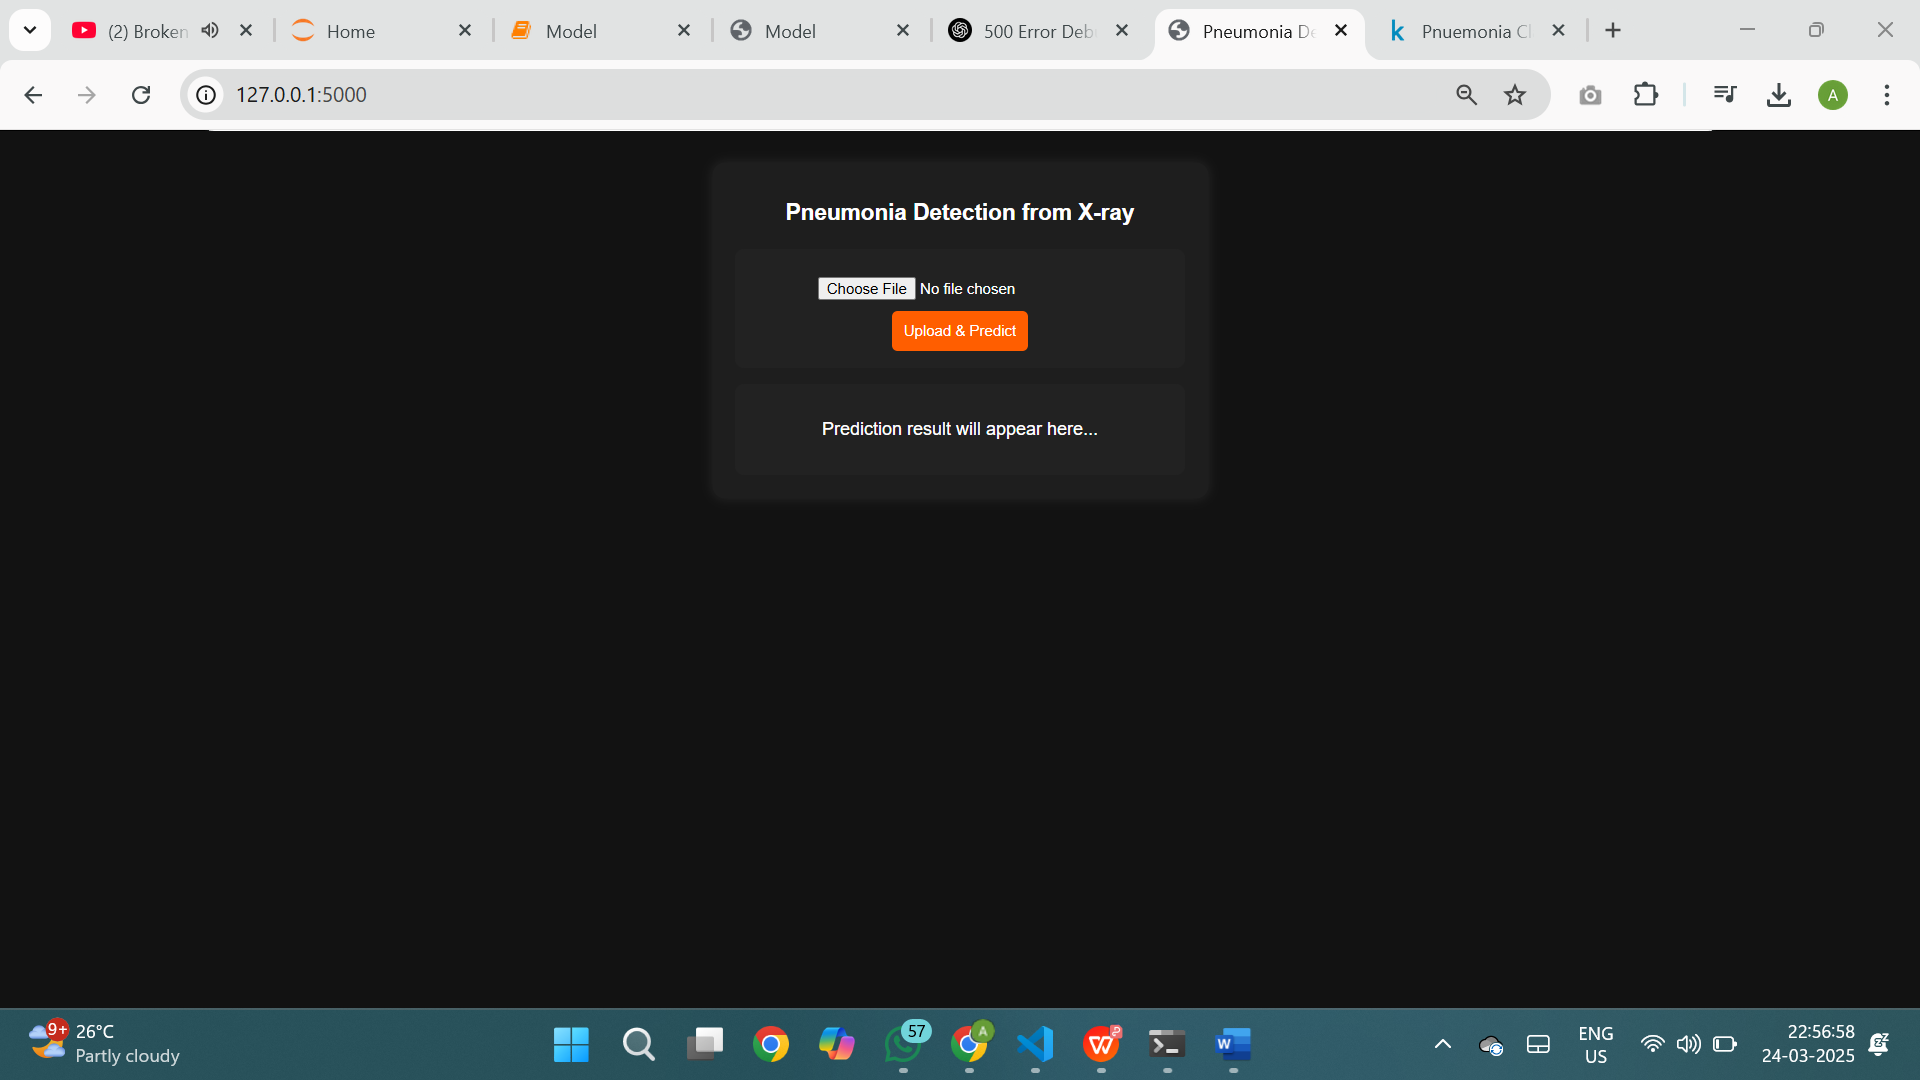 (2) Broken
Home
Model
Model
500 Error Deb
Pneumonia De
Pnuemonia Cl
127.0.0.1:5000
A
Pneumonia Detection from X-ray
Choose File No file chosen
Upload & Predict
Prediction result will appear here...
9+
26°C
Partly cloudy
57
A
W
ENG
US
22:56:58
24-03-2025